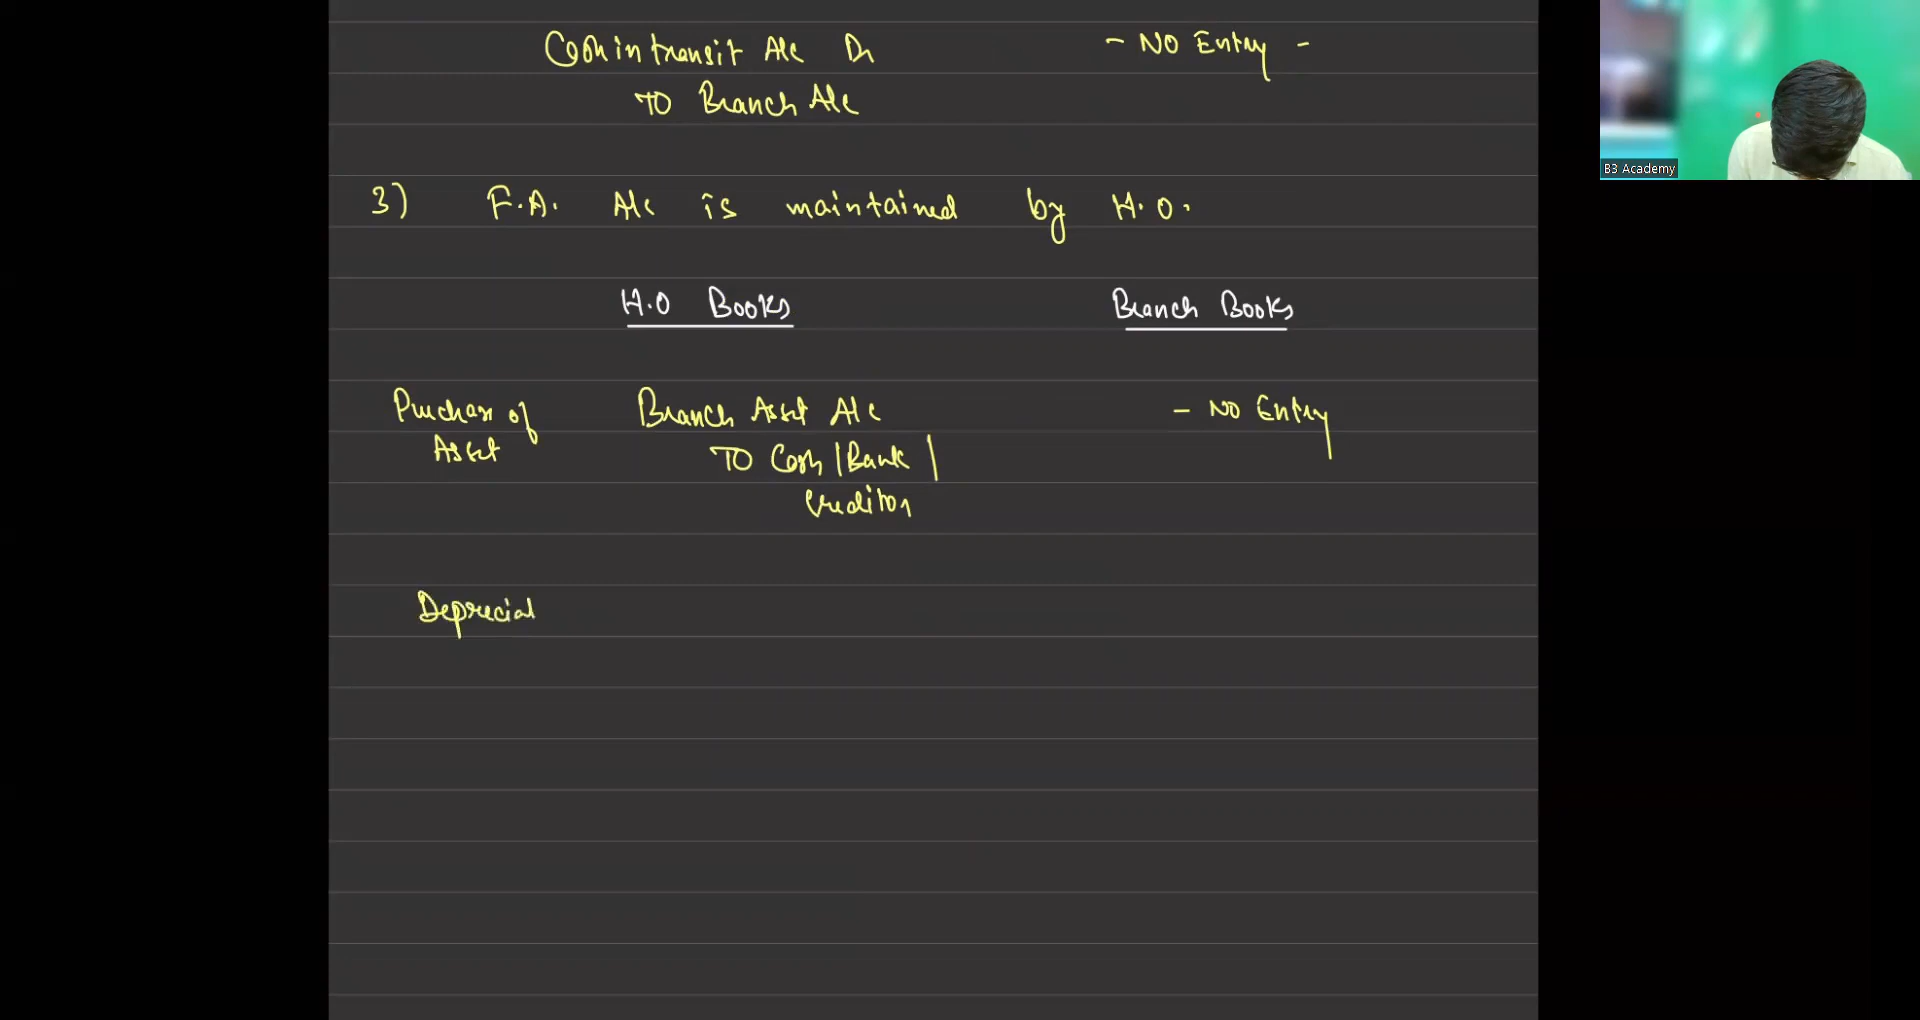 Cash in transit A/c Dr
- NO Entry -
TO Branch A/c
3) F.A. A/c is maintained by H.O.
H.O Books
Branch Books
Purchase of
Asset
Branch Asset A/c
TO Cash | Bank |
Creditor
- NO Entry
Depreciat
B3 Academy